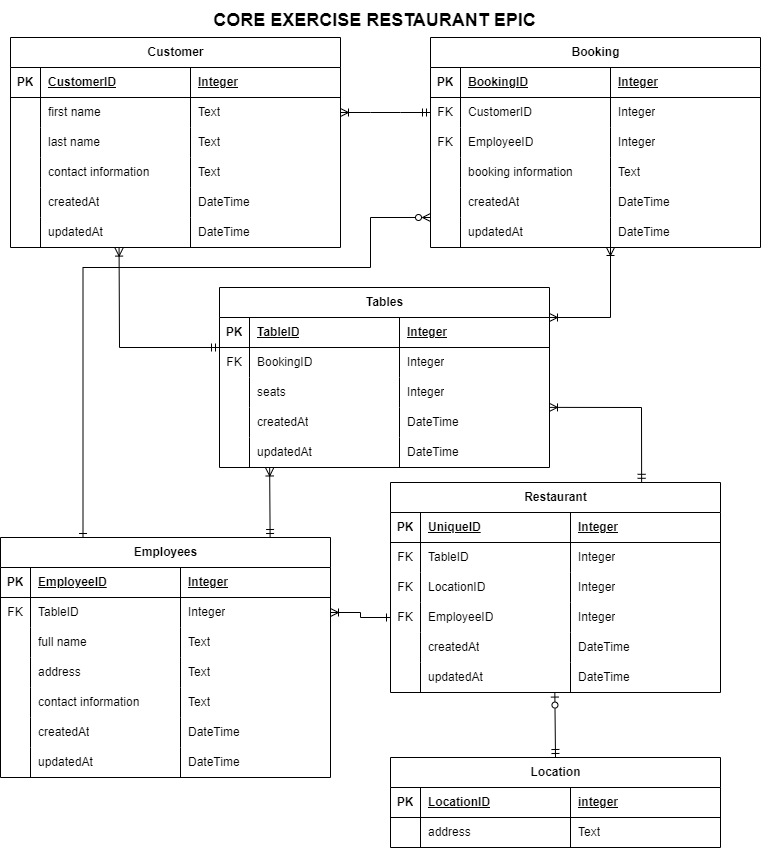 CORE EXERCISE RESTAURANT EPIC
Customer
PK CustomerID Integer
first name Text
last name Text
contact information Text
createdAt DateTime
updatedAt DateTime
Booking
PK BookingID Integer
FK CustomerID Integer
FK EmployeeID Integer
booking information Text
createdAt DateTime
updatedAt DateTime
Tables
PK TableID Integer
FK BookingID Integer
seats Integer
createdAt DateTime
updatedAt DateTime
Restaurant
PK UniqueID Integer
FK TableID Integer
FK LocationID Integer
FK EmployeeID Integer
createdAt DateTime
updatedAt DateTime
Employees
PK EmployeeID Integer
FK TableID Integer
full name Text
address Text
contact information Text
createdAt DateTime
updatedAt DateTime
Location
PK LocationID integer
address Text